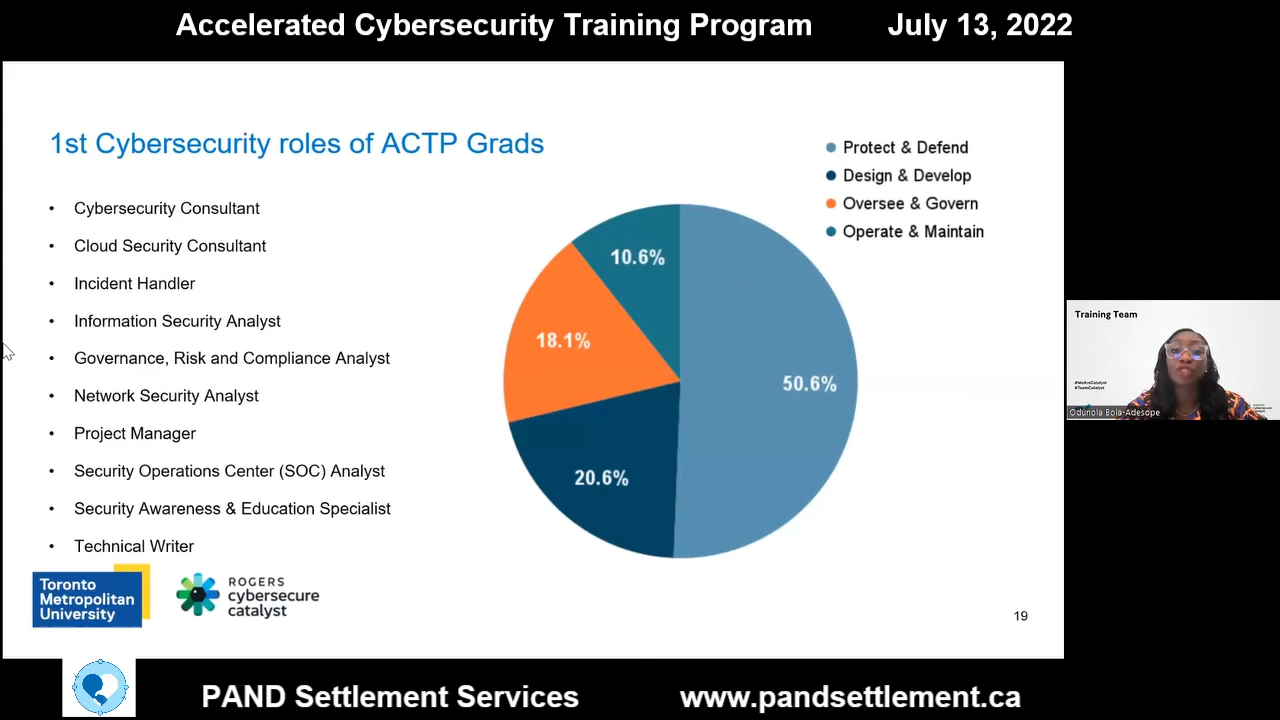 Accelerated Cybersecurity Training Program July 13, 2022
1st Cybersecurity roles of ACTP Grads
• Cybersecurity Consultant
• Cloud Security Consultant
• Incident Handler
• Information Security Analyst
• Governance, Risk and Compliance Analyst
• Network Security Analyst
• Project Manager
• Security Operations Center (SOC) Analyst
• Security Awareness & Education Specialist
• Technical Writer
Protect & Defend
Design & Develop
Oversee & Govern
Operate & Maintain
10.6%
18.1%
50.6%
20.6%
Toronto
Metropolitan
University
ROGERS
cybersecure
catalyst
19
Training Team
#WeAreCatalyst
#TeamCatalyst
Odunola Bola-Adesope
PAND Settlement Services www.pandsettlement.ca